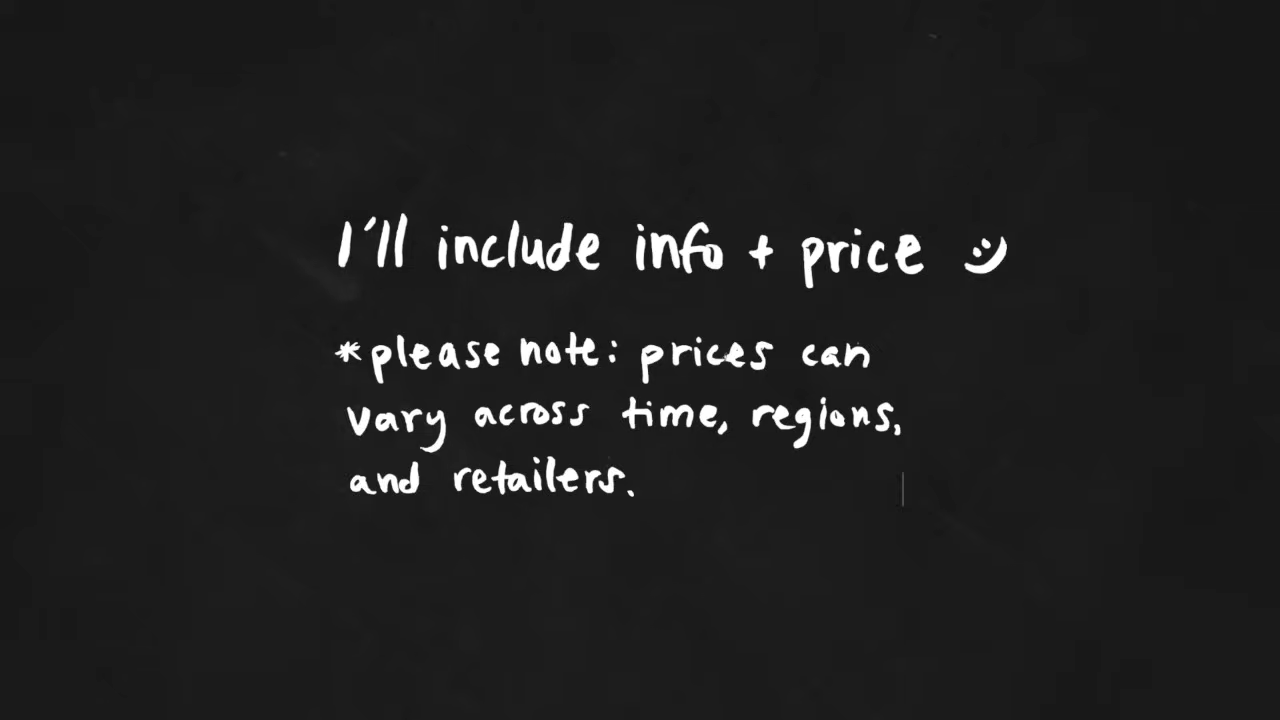 I'll include info + price :)
*please note: prices can
vary across time, regions,
and retailers.